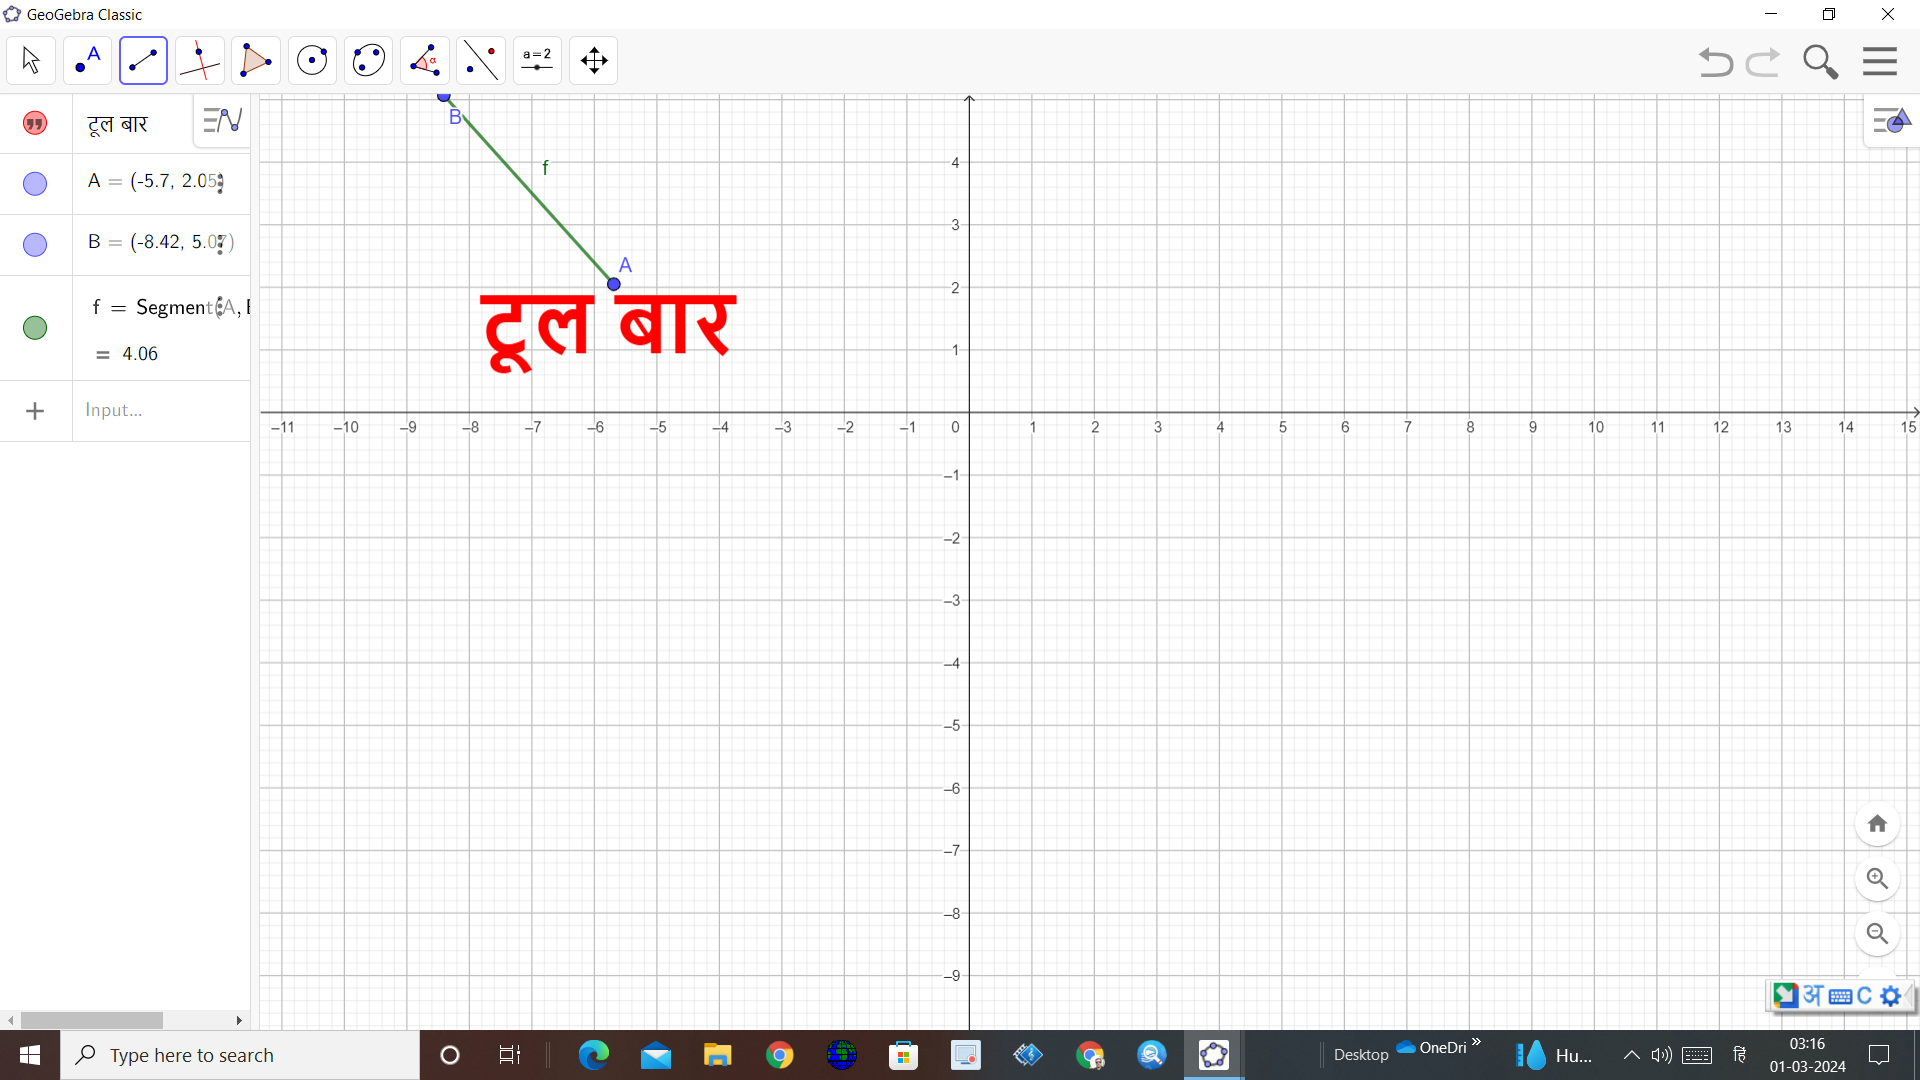 GeoGebra Classic
A
α
a=2
टूल बार
A = (-5.7, 2.05)
B = (-8.42, 5.07)
f = Segment(A,
= 4.06
Input...
B
f
A
टूल बार
4
3
2
1
–11 –10 –9 –8 –7 –6 –5 –4 –3 –2 –1 0 1 2 3 4 5 6 7 8 9 10 11 12 13 14 15
–1
–2
–3
–4
–5
–6
–7
–8
–9
अ C
Type here to search
Desktop
OneDri »
Hu...
हि
03:16
01-03-2024